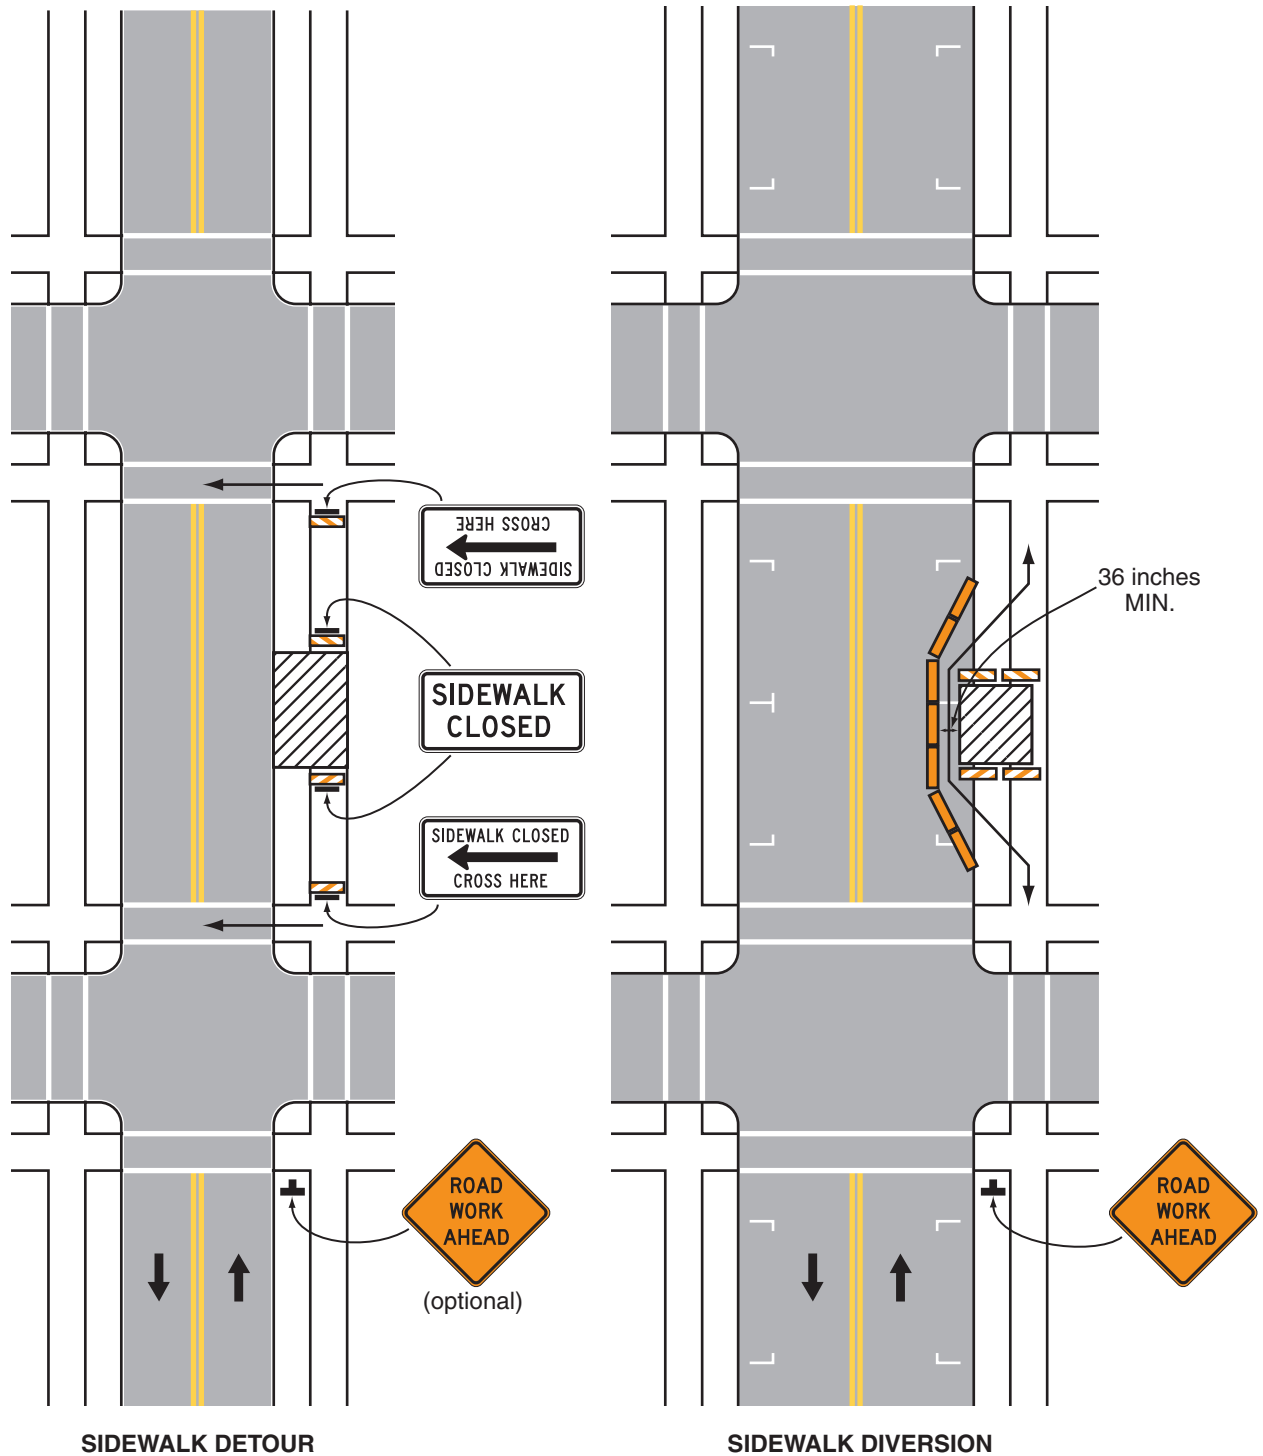 CROSS HERE
SIDEWALK CLOSED
SIDEWALK
CLOSED
SIDEWALK CLOSED
CROSS HERE
ROAD
WORK
AHEAD
(optional)
SIDEWALK DETOUR
36 inches
MIN.
ROAD
WORK
AHEAD
SIDEWALK DIVERSION